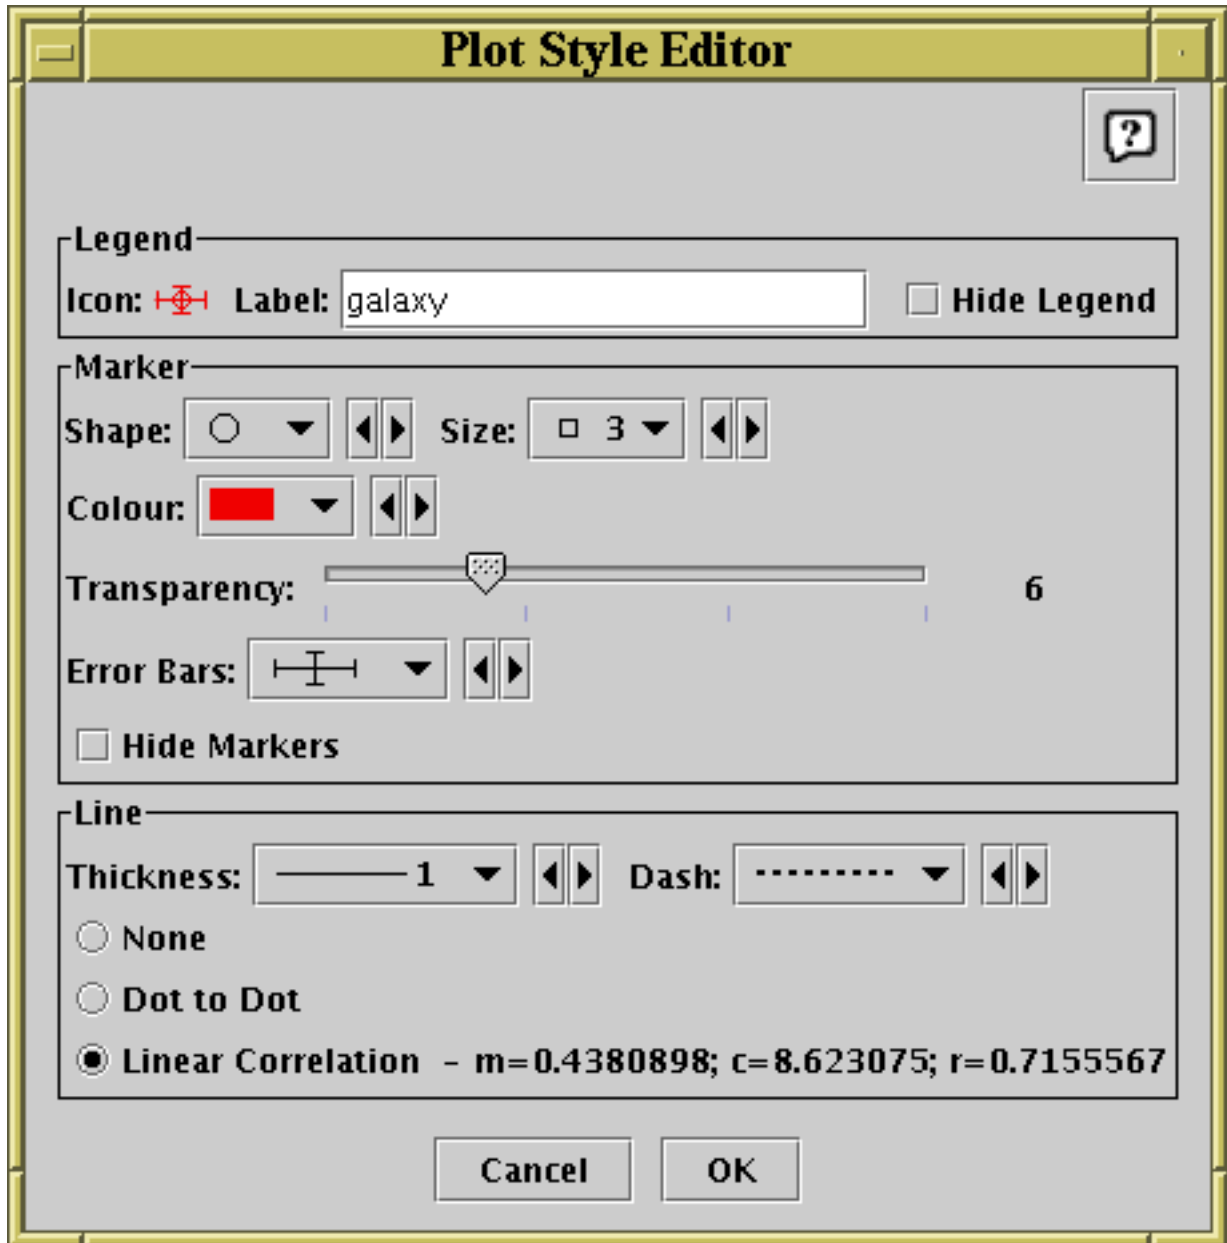 Plot Style Editor
?
Legend
Icon: Label: galaxy Hide Legend
Marker
Shape: Size: 3
Colour:
Transparency: 6
Error Bars:
Hide Markers
Line
Thickness: 1 Dash:
None
Dot to Dot
Linear Correlation - m=0.4380898; c=8.623075; r=0.7155567
Cancel OK